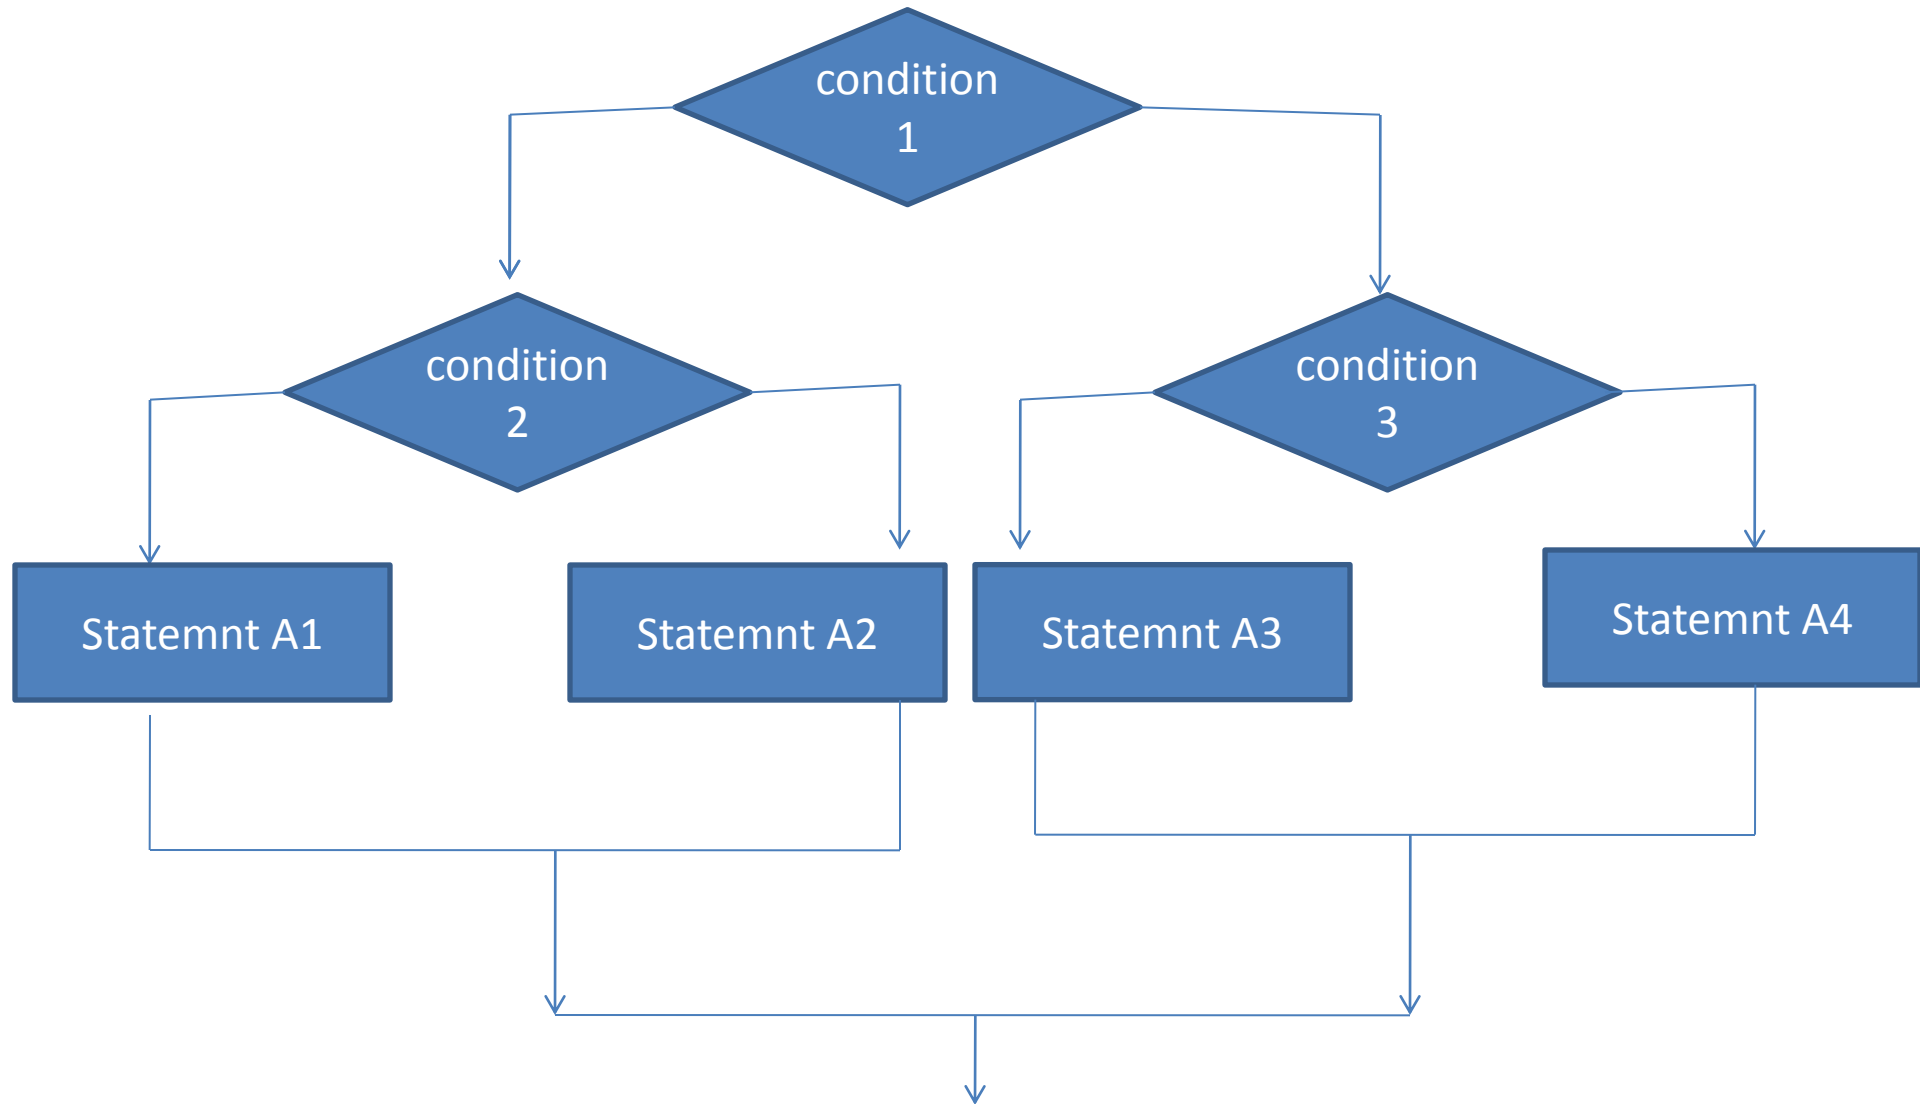 condition
1
condition
2
condition
3
Statemnt A1
Statemnt A2
Statemnt A3
Statemnt A4